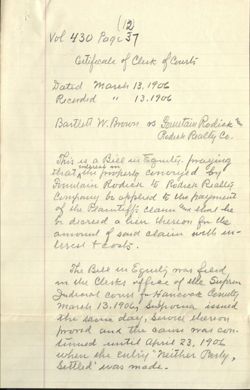 (12)
Vol 430 Page 37
Certificate of Clerk of Courts
Dated March 13, 1906
Recorded " 13, 1906
Bartlett W. Brown vs Fountain Rodick &
Rodick Realty Co.
This is a Bill in Equity praying
interest in
that the property conveyed by
Fountain Rodick to Rodick Realty
Company be applied to the payment
of the Plaintiff's claim and that he
be decreed a lien thereon for the
amount of said claim with in-
terest & costs.
The Bill in Equity was filed
in the Clerks office of the Supreme
Judicial court for Hancock County
March 13, 1906, Subpoena issued
the same day, service thereon
proved and the same was con-
tinued until April 23, 1906
when the entry "Neither Party,
Settled" was made.